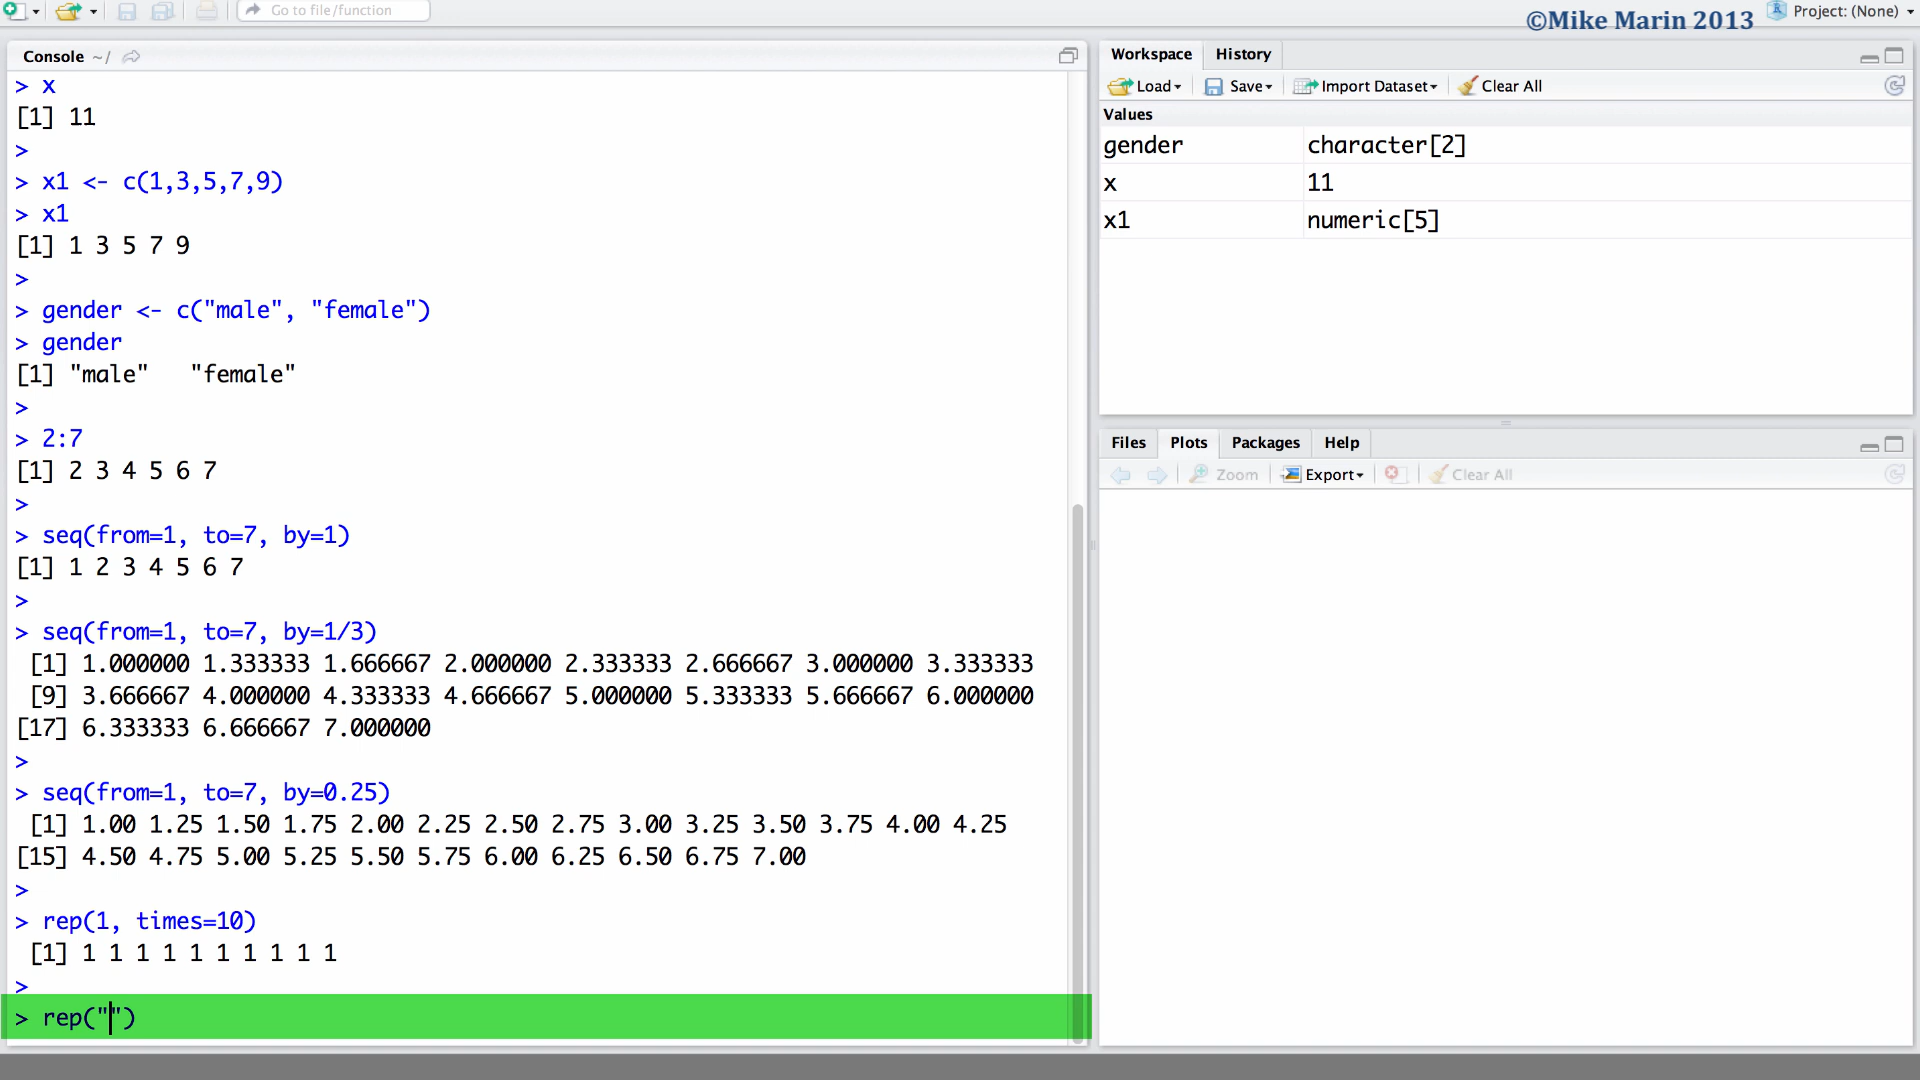 Go to file/function
©Mike Marin 2013
Project: (None)
Console ~/
> x
[1] 11
>
> x1 <- c(1,3,5,7,9)
> x1
[1] 1 3 5 7 9
>
> gender <- c("male", "female")
> gender
[1] "male"   "female"
>
> 2:7
[1] 2 3 4 5 6 7
>
> seq(from=1, to=7, by=1)
[1] 1 2 3 4 5 6 7
>
> seq(from=1, to=7, by=1/3)
 [1] 1.000000 1.333333 1.666667 2.000000 2.333333 2.666667 3.000000 3.333333
 [9] 3.666667 4.000000 4.333333 4.666667 5.000000 5.333333 5.666667 6.000000
[17] 6.333333 6.666667 7.000000
>
> seq(from=1, to=7, by=0.25)
 [1] 1.00 1.25 1.50 1.75 2.00 2.25 2.50 2.75 3.00 3.25 3.50 3.75 4.00 4.25
[15] 4.50 4.75 5.00 5.25 5.50 5.75 6.00 6.25 6.50 6.75 7.00
>
> rep(1, times=10)
 [1] 1 1 1 1 1 1 1 1 1 1
>
> rep("")
Workspace History
Load Save Import Dataset Clear All
Values
gender character[2]
x 11
x1 numeric[5]
Files Plots Packages Help
Zoom Export Clear All